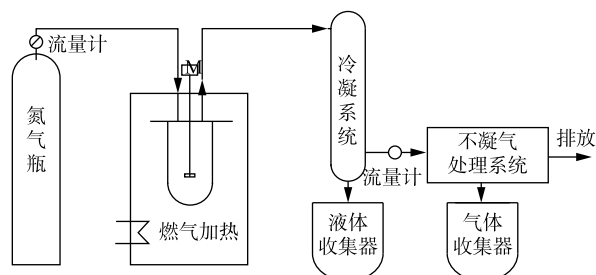 流量计
M
氮
气
瓶
燃气加热
冷
凝
系
统
流量计
不凝气
处理系统
排放
液体
收集器
气体
收集器